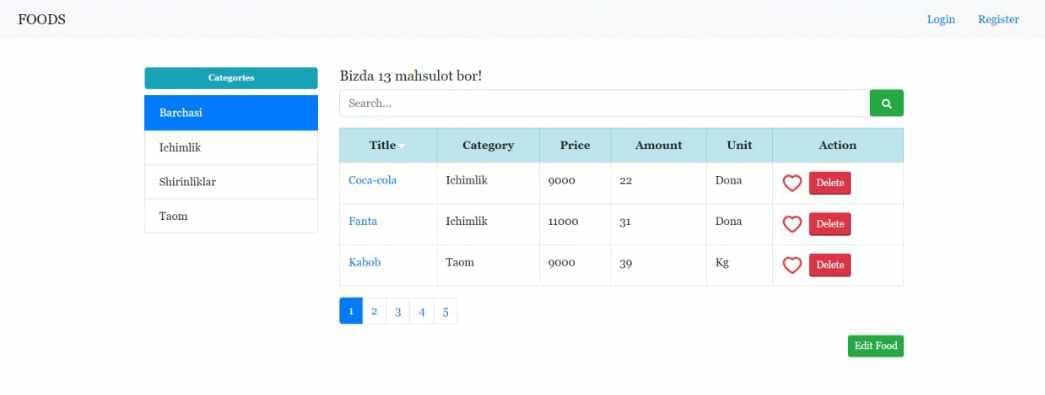 FOODS Login Register
Categories
Barchasi
Ichimlik
Shirinliklar
Taom
Bizda 13 mahsulot bor!
Search...
Title Category Price Amount Unit Action
Coca-cola Ichimlik 9000 22 Dona Delete
Fanta Ichimlik 11000 31 Dona Delete
Kabob Taom 9000 39 Kg Delete
1 2 3 4 5
Edit Food